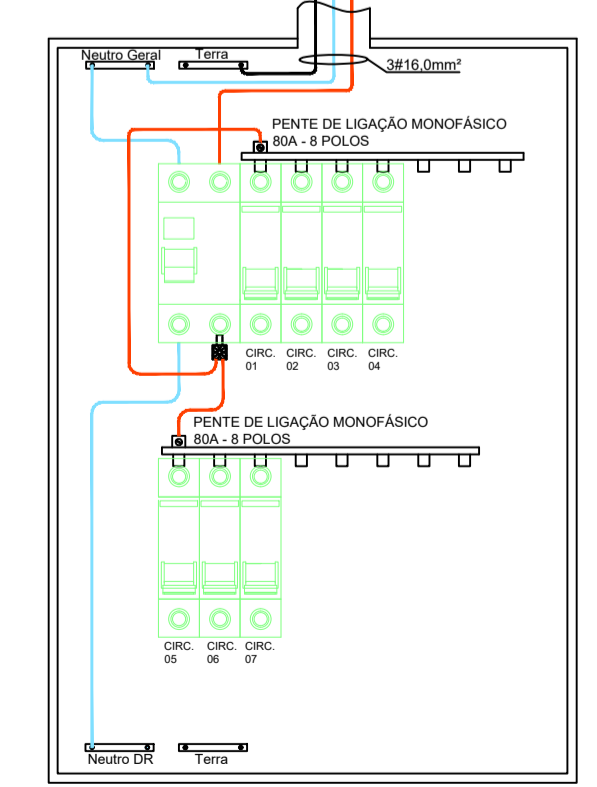 Neutro Geral
Terra
3#16,0mm²
PENTE DE LIGAÇÃO MONOFÁSICO
80A - 8 POLOS
CIRC.
01
CIRC.
02
CIRC.
03
CIRC.
04
PENTE DE LIGAÇÃO MONOFÁSICO
80A - 8 POLOS
CIRC.
05
CIRC.
06
CIRC.
07
Neutro DR
Terra